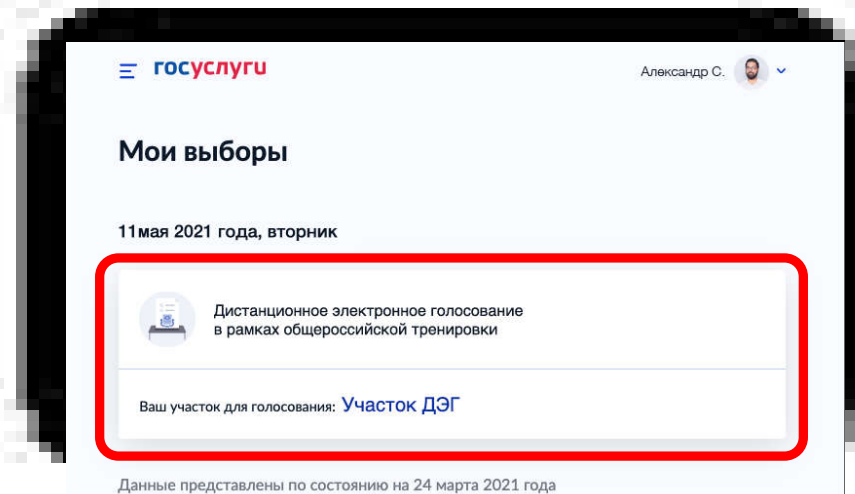 госуслуги
Александр С.
Мои выборы
11мая 2021 года, вторник
Дистанционное электронное голосование
в рамках общероссийской тренировки
Ваш участок для голосования: Участок ДЭГ
Данные представлены по состоянию на 24 марта 2021 года